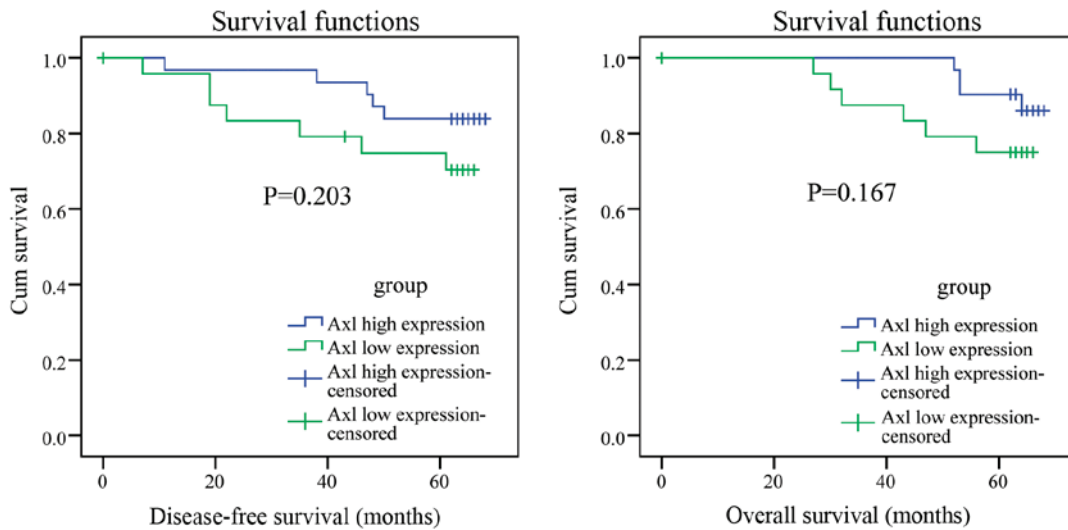 Survival functions
1.0
0.8
0.6
0.4
0.2
0.0
Cum survival
P=0.203
group
Axl high expression
Axl low expression
Axl high expression-
censored
Axl low expression-
censored
0 20 40 60
Disease-free survival (months)
Survival functions
1.0
0.8
0.6
0.4
0.2
0.0
Cum survival
P=0.167
group
Axl high expression
Axl low expression
Axl high expression-
censored
Axl low expression-
censored
0 20 40 60
Overall survival (months)